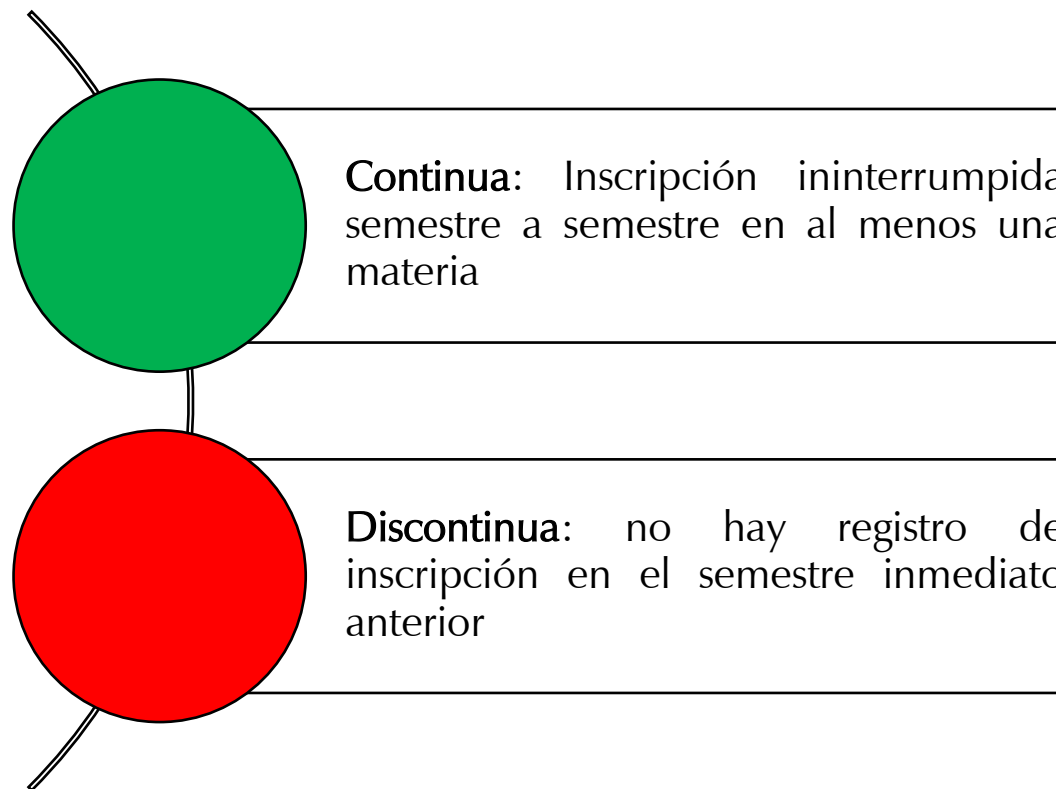 Continua: Inscripción ininterrumpida
semestre a semestre en al menos una
materia
Discontinua: no hay registro de
inscripción en el semestre inmediato
anterior